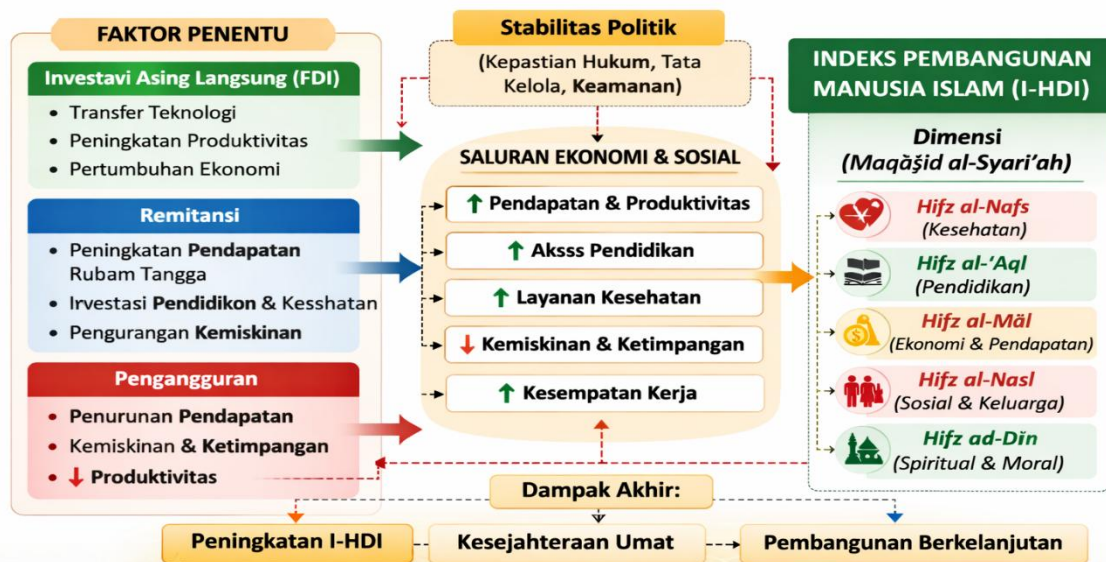 FAKTOR PENENTU
Investavi Asing Langsung (FDI)
• Transfer Teknologi
• Peningkatan Produktivitas
• Pertumbuhan Ekonomi
Remitansi
• Peningkatan Pendapatan
Rubam Tangga
• Investasi Pendidikon & Kesshatan
• Pengurangan Kemiskinan
Pengangguran
• Penurunan Pendapatan
• Kemiskinan & Ketimpangan
• ↓ Produktivitas
Stabilitas Politik
(Kepastian Hukum, Tata
Kelola, Keamanan)
SALURAN EKONOMI & SOSIAL
↑ Pendapatan & Produktivitas
↑ Aksss Pendidikan
↑ Layanan Kesehatan
↓ Kemiskinan & Ketimpangan
↑ Kesempatan Kerja
INDEKS PEMBANGUNAN
MANUSIA ISLAM (I-HDI)
Dimensi
(Maqāşid al-Syari’ah)
Hifz al-Nafs
(Kesehatan)
Hifz al-‘Aql
(Pendidikan)
Hifz al-Māl
(Ekonomi & Pendapatan)
Hifz al-Nasl
(Sosial & Keluarga)
Hifz ad-Dīn
(Spiritual & Moral)
Dampak Akhir:
Peningkatan I-HDI
Kesejahteraan Umat
Pembangunan Berkelanjutan